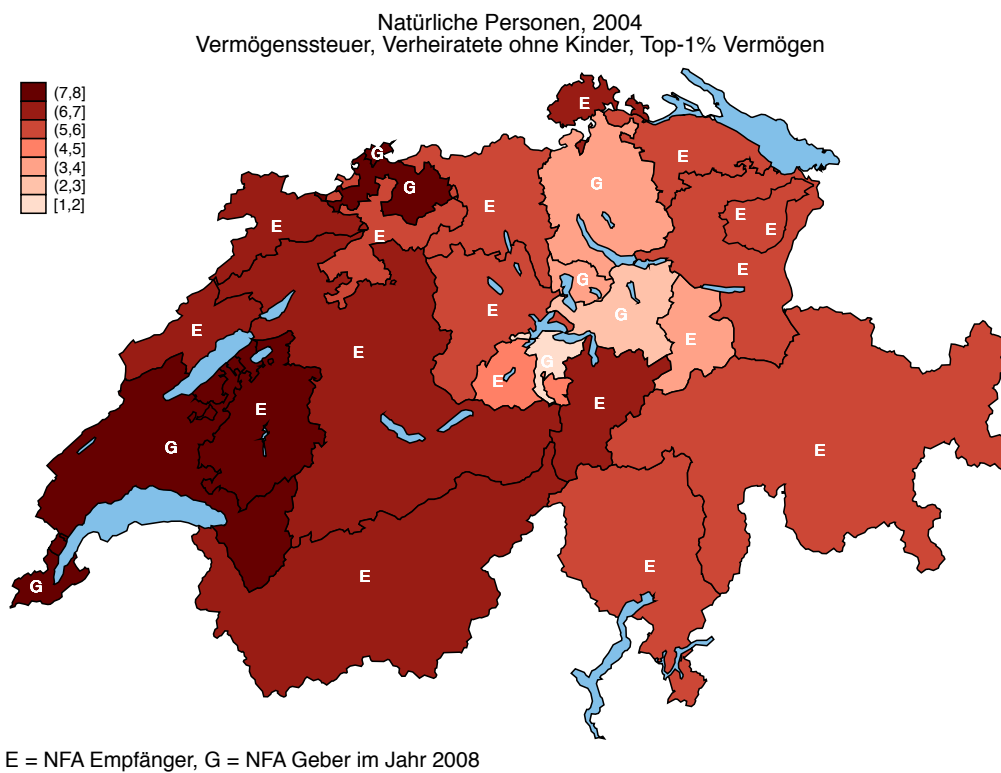 Natürliche Personen, 2004
Vermögenssteuer, Verheiratete ohne Kinder, Top-1% Vermögen
(7,8]
(6,7]
(5,6]
(4,5]
(3,4]
(2,3]
[1,2]
E
G
E
G
G
E
E
E
E
E
E
G
E
E
G
E
G
E
E
G
E
E
E
G
E
E
G
E = NFA Empfänger, G = NFA Geber im Jahr 2008